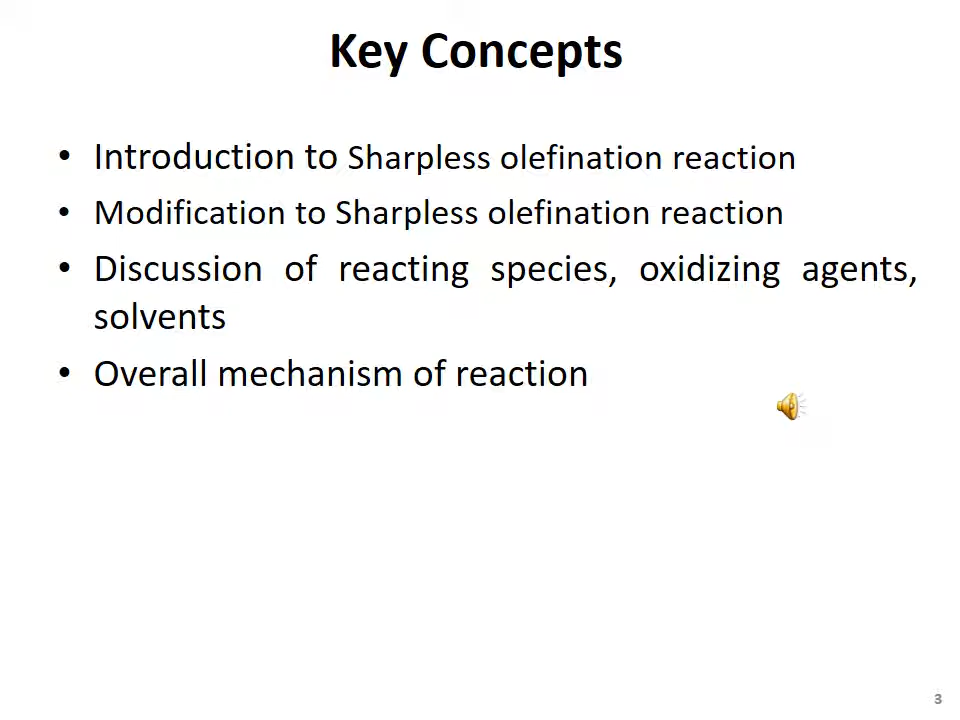 Key Concepts
• Introduction to Sharpless olefination reaction
• Modification to Sharpless olefination reaction
• Discussion of reacting species, oxidizing agents,
solvents
• Overall mechanism of reaction
3